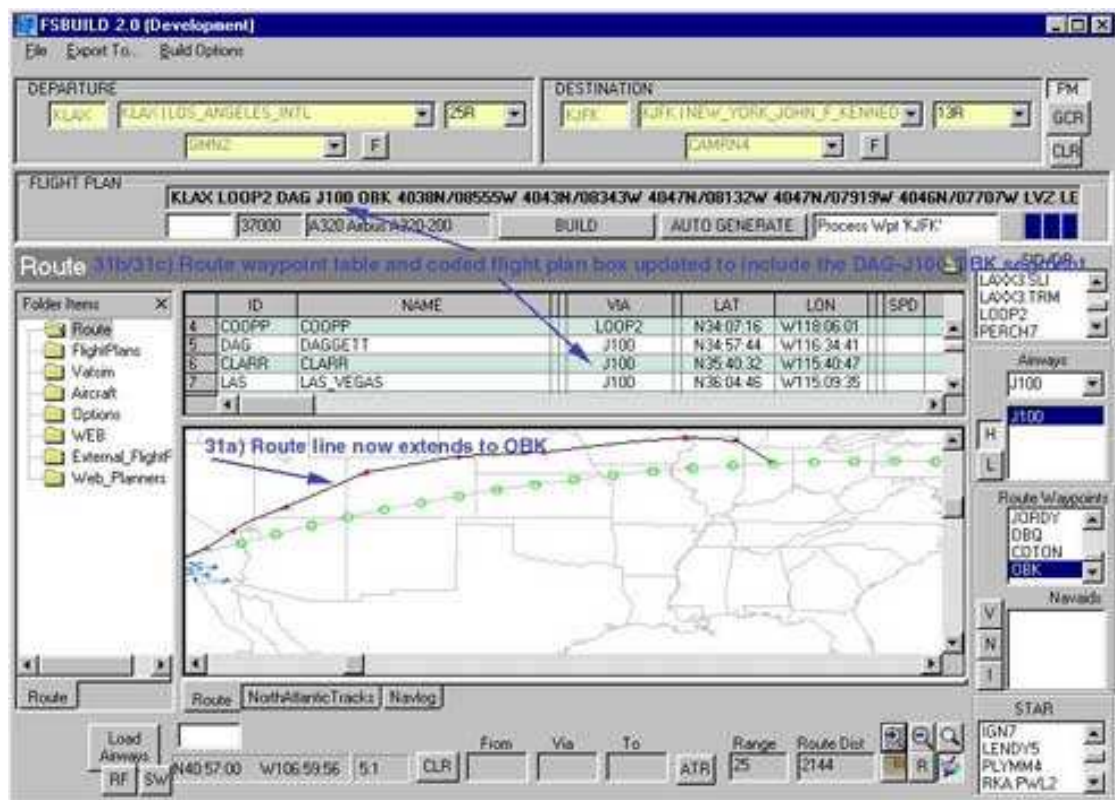 FSBUILD 2.0 (Development)
File Export To... Build Options
DEPARTURE
KLAX KLAX | LOS_ANGELES_INTL 25R
GMN2 F
DESTINATION
KJFK KJFK | NEW_YORK_JOHN_F_KENNED 13R
CAMRN4 F
PM
GCR
CLR
FLIGHT PLAN
KLAX LOOP2 DAG J100 OBK 4038N/08555W 4043N/08343W 4047N/08132W 4047N/07919W 4046N/07707W LVZ LE
37000 A320 Airbus A320-200 BUILD AUTO GENERATE Process Wpt 'KJFK'
Route 31b/31c) Route waypoint table and coded flight plan box updated to include the DAG-J100-OBK segment
Folder Items X
Route
FlightPlans
Vatsim
Aircraft
Options
WEB
External_FlightF
Web_Planners
Route
ID NAME VIA LAT LON SPD
4 COOPP COOPP LOOP2 N34:07:16 W118:06:01
5 DAG DAGGETT J100 N34:57:44 W116:34:41
6 CLARR CLARR J100 N35:40:32 W115:40:47
7 LAS LAS_VEGAS J100 N36:04:46 W115:09:35
31a) Route line now extends to OBK
Route NorthAtlanticTracks Navlog
SID/DP
LAXX3.SLI
LAXX3.TRM
LOOP2
PERCH7
Airways
J100
J100
H
L
Route Waypoints
JORDY
OBQ
COTON
OBK
Navaids
V
N
I
STAR
IGN7
LENDY5
PLYMM4
RKA.PWL2
Load Airways
RF SW
N40:57:00 W106:59:56 5:1 CLR
From Via To
ATR
Range Route Dist
25 2144
R